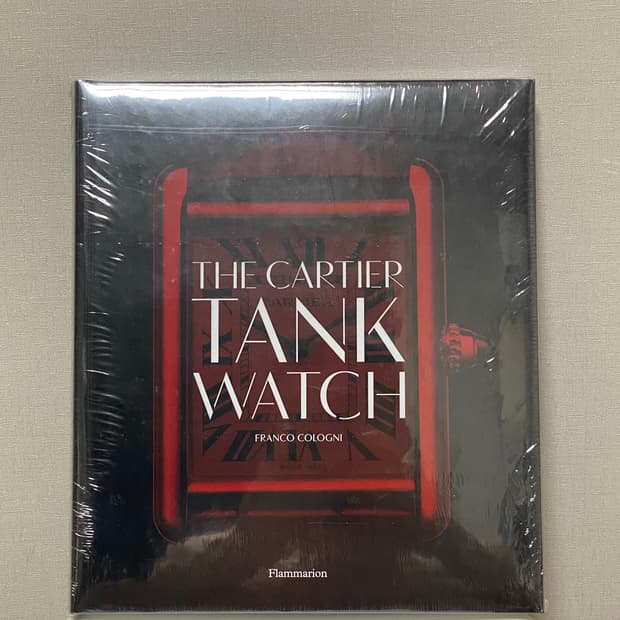 THE CARTIER
TANK
WATCH
FRANCO COLOGNI
Flammarion